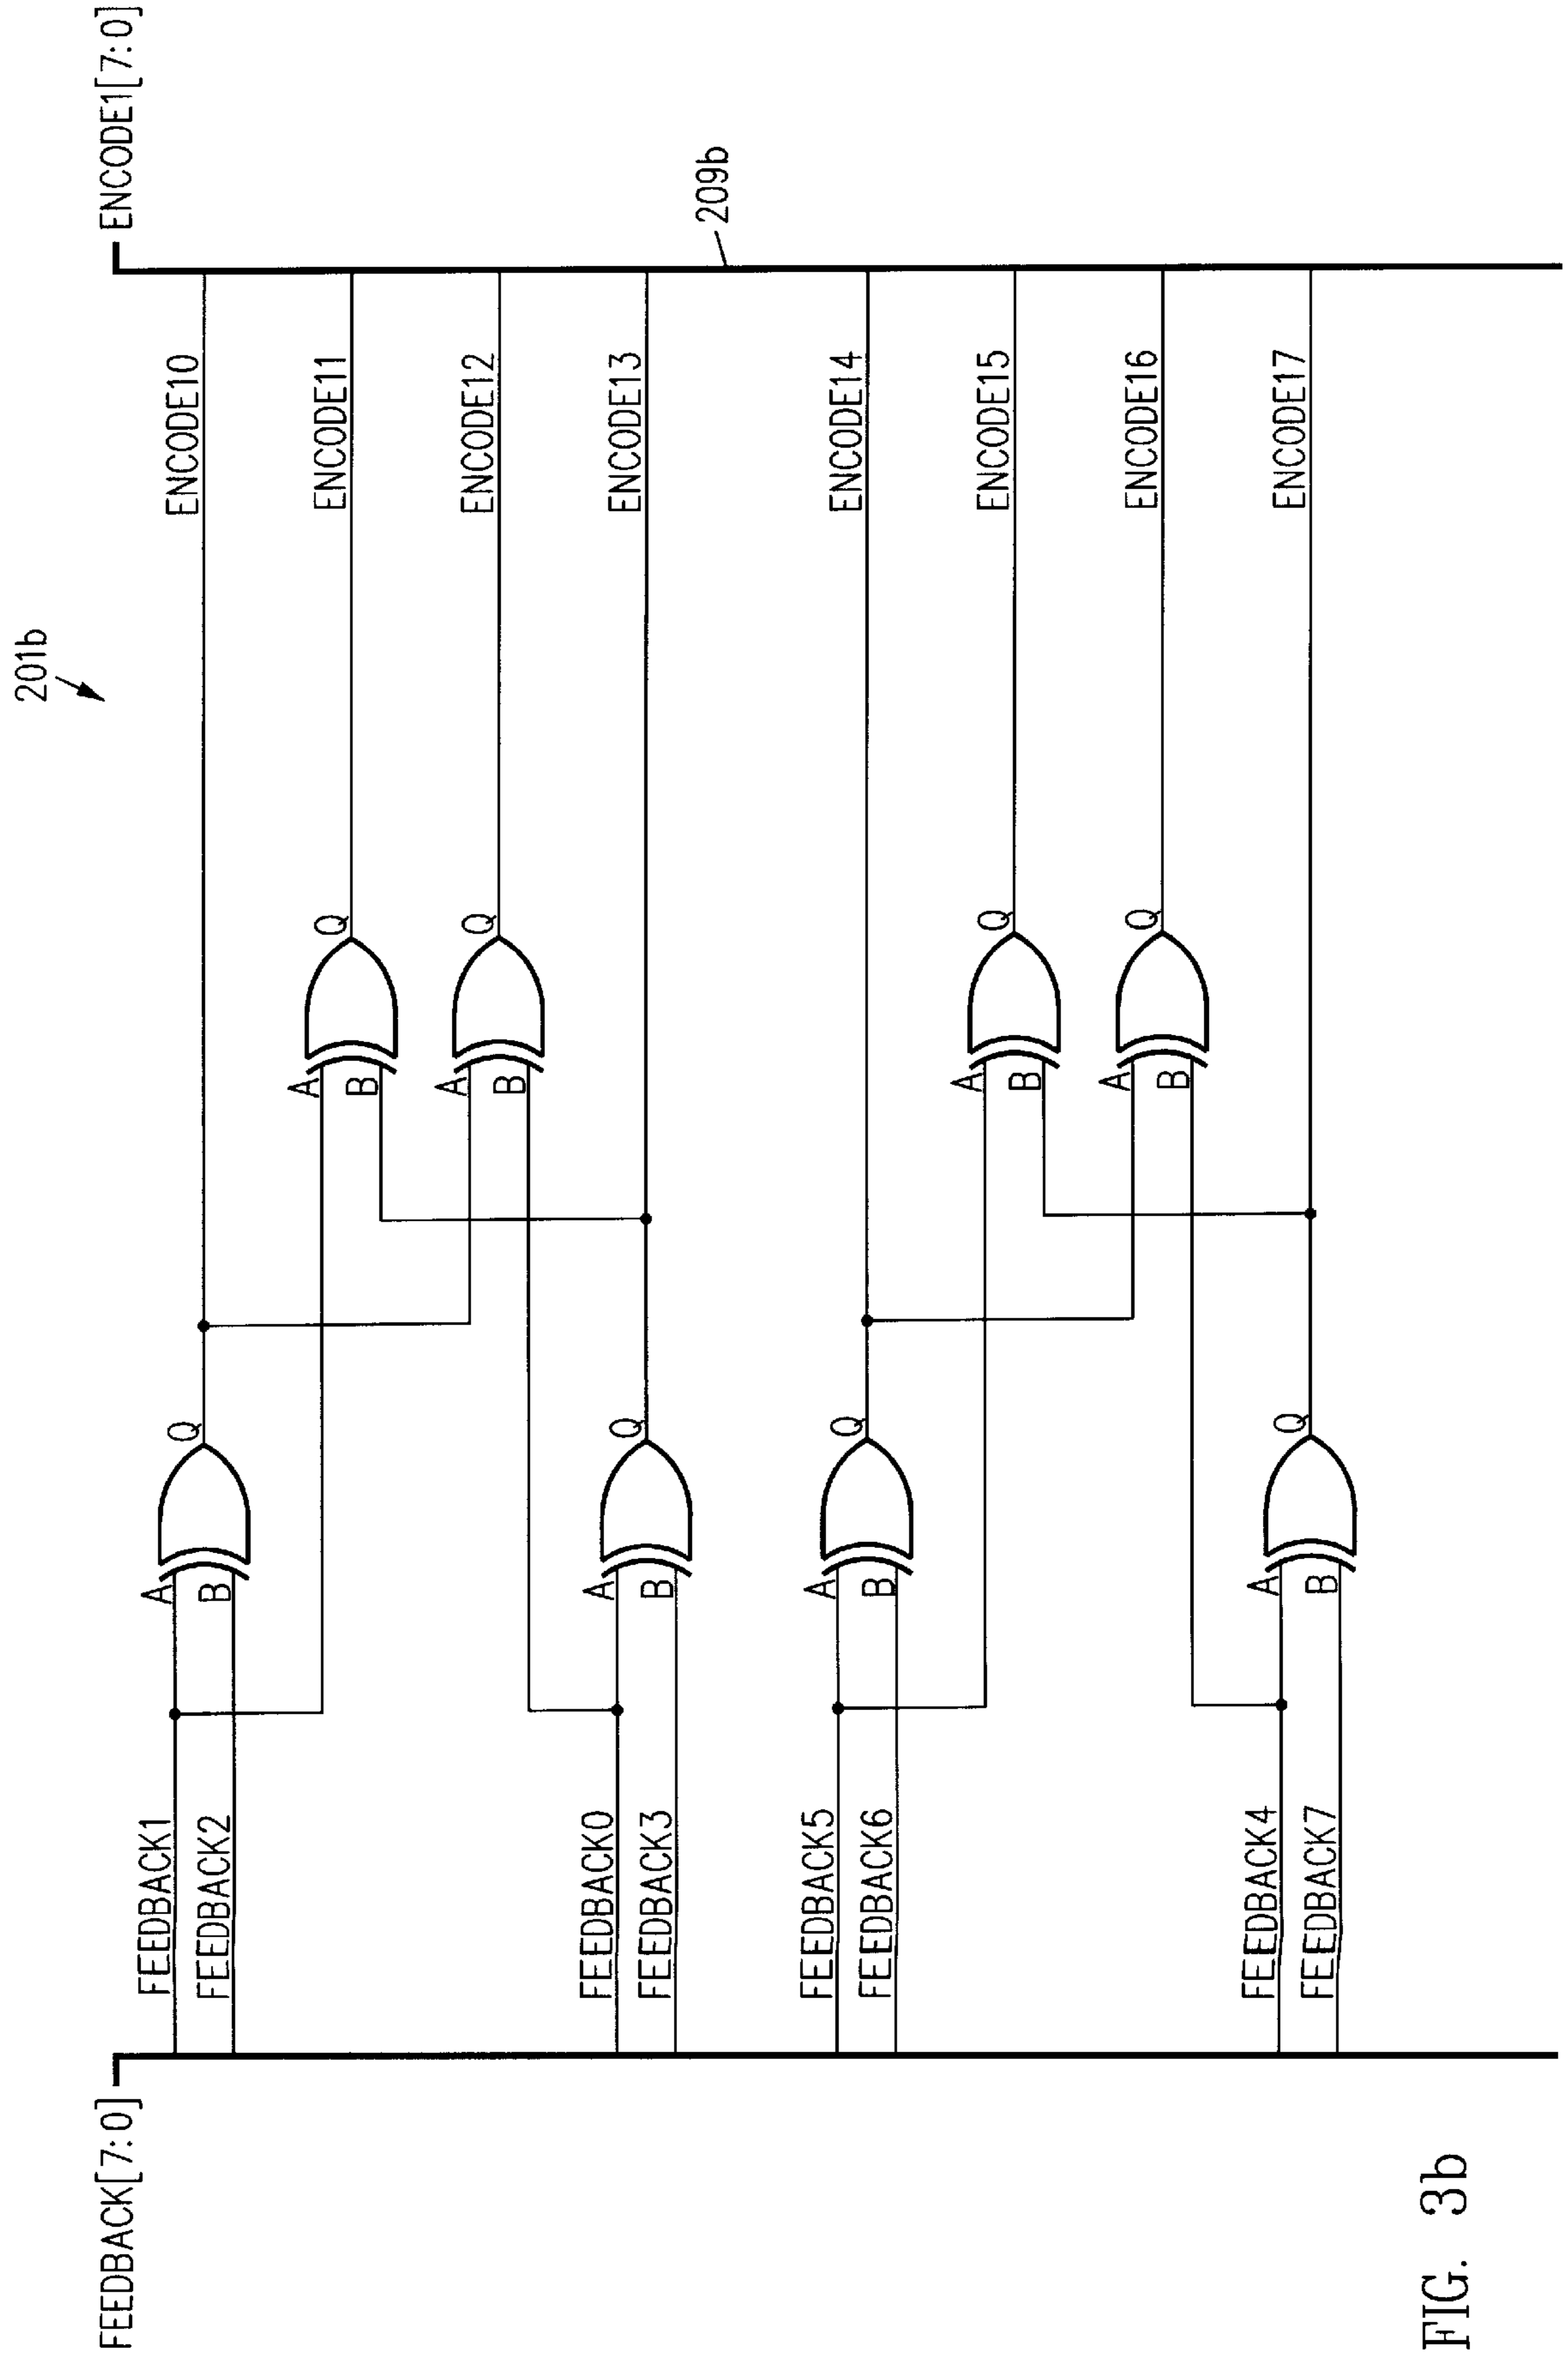 201b
FEEDBACK[7:0]
ENCODE1[7:0]
FEEDBACK1
A
Q
ENCODE10
FEEDBACK2
B
A
Q
ENCODE11
B
A
Q
ENCODE12
B
209b
FEEDBACK0
A
Q
ENCODE13
FEEDBACK3
B
FEEDBACK5
A
Q
ENCODE14
FEEDBACK6
B
A
Q
ENCODE15
B
A
Q
ENCODE16
B
FEEDBACK4
A
Q
ENCODE17
FEEDBACK7
B
FIG. 3b